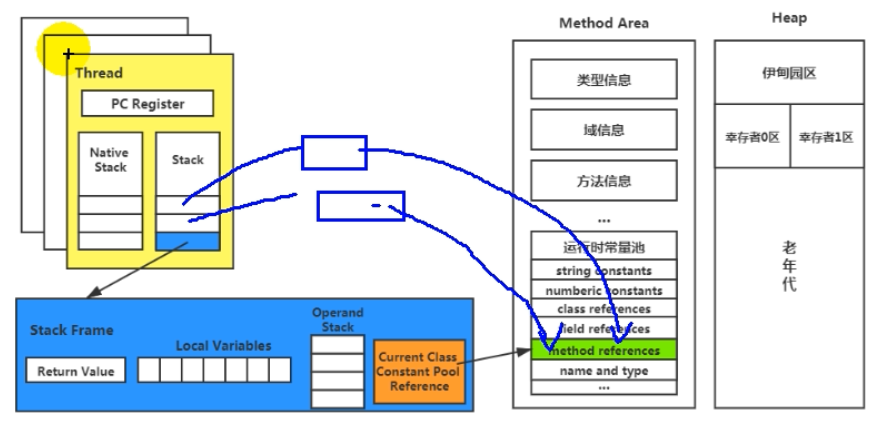 Thread
PC Register
Native
Stack
Stack
Stack Frame
Return Value
Local Variables
Operand
Stack
Current Class
Constant Pool
Reference
Method Area
类型信息
域信息
方法信息
...
运行时常量池
string constants
numberic constants
class references
field references
method references
name and type
...
Heap
伊甸园区
幸存者0区
幸存者1区
老
年
代